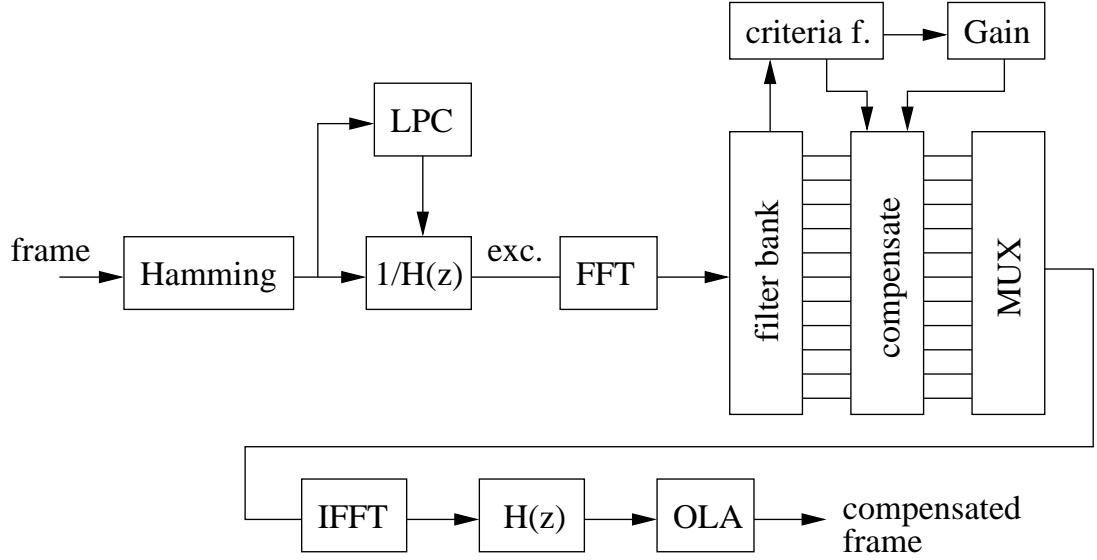 criteria f.
Gain
LPC
frame
Hamming
1/H(z)
exc.
FFT
filter bank
compensate
MUX
IFFT
H(z)
OLA
compensated
frame